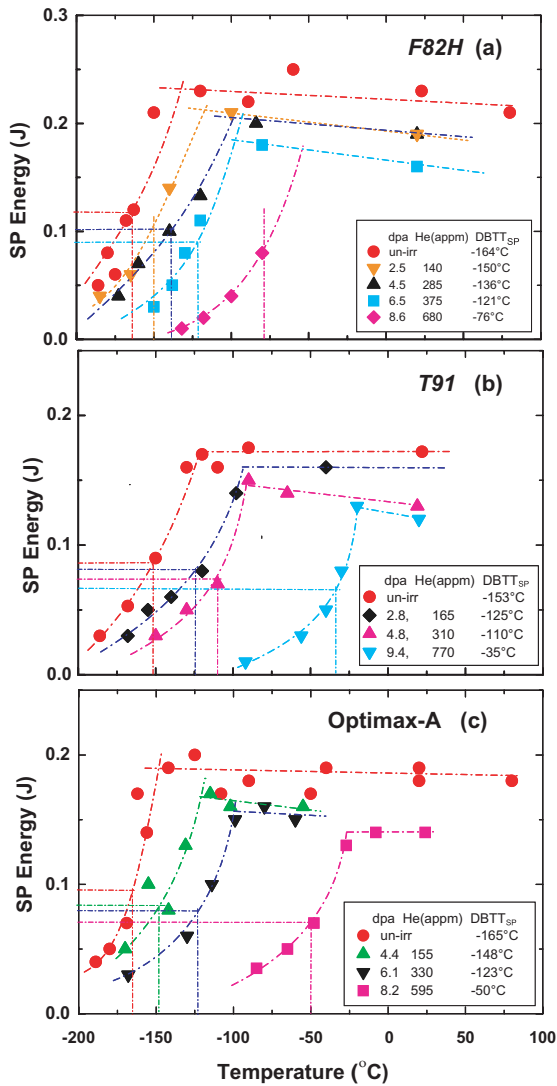 F82H (a)
SP Energy (J)
0.3
0.2
0.1
0.0
dpa He(appm) DBTTSP
un-irr -164°C
2.5 140 -150°C
4.5 285 -136°C
6.5 375 -121°C
8.6 680 -76°C
T91 (b)
SP Energy (J)
0.2
0.1
0.0
dpa He(appm) DBTTSP
un-irr -153°C
2.8, 165 -125°C
4.8, 310 -110°C
9.4, 770 -35°C
Optimax-A (c)
SP Energy (J)
0.2
0.1
0.0
dpa He(appm) DBTTSP
un-irr -165°C
4.4 155 -148°C
6.1 330 -123°C
8.2 595 -50°C
-200 -150 -100 -50 0 50 100
Temperature (°C)